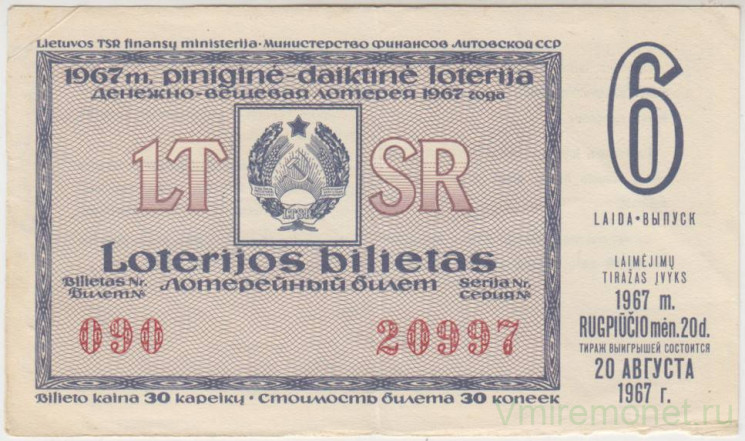 Lietuvos TSR finansų ministerija·Министерство финансов Литовской ССР
1967 m. piniginė-daiktinė loterija
Денежно-вещевая лотерея 1967 года
LT SR
LTSR
Loterijos bilietas
Bilietas Nr. Лотерейный билет Serija Nr.
Билет № Серия №
090 20997
Bilieto kaina 30 kapeikų·Стоимость билета 30 копеек
6
LAIDA·ВЫПУСК
LAIMĖJIMŲ
TIRAŽAS ĮVYKS
1967 m.
RUGPIŪČIO mėn. 20 d.
ТИРАЖ ВЫИГРЫШЕЙ СОСТОИТСЯ
20 АВГУСТА
1967 г.
vmiremonet.ru